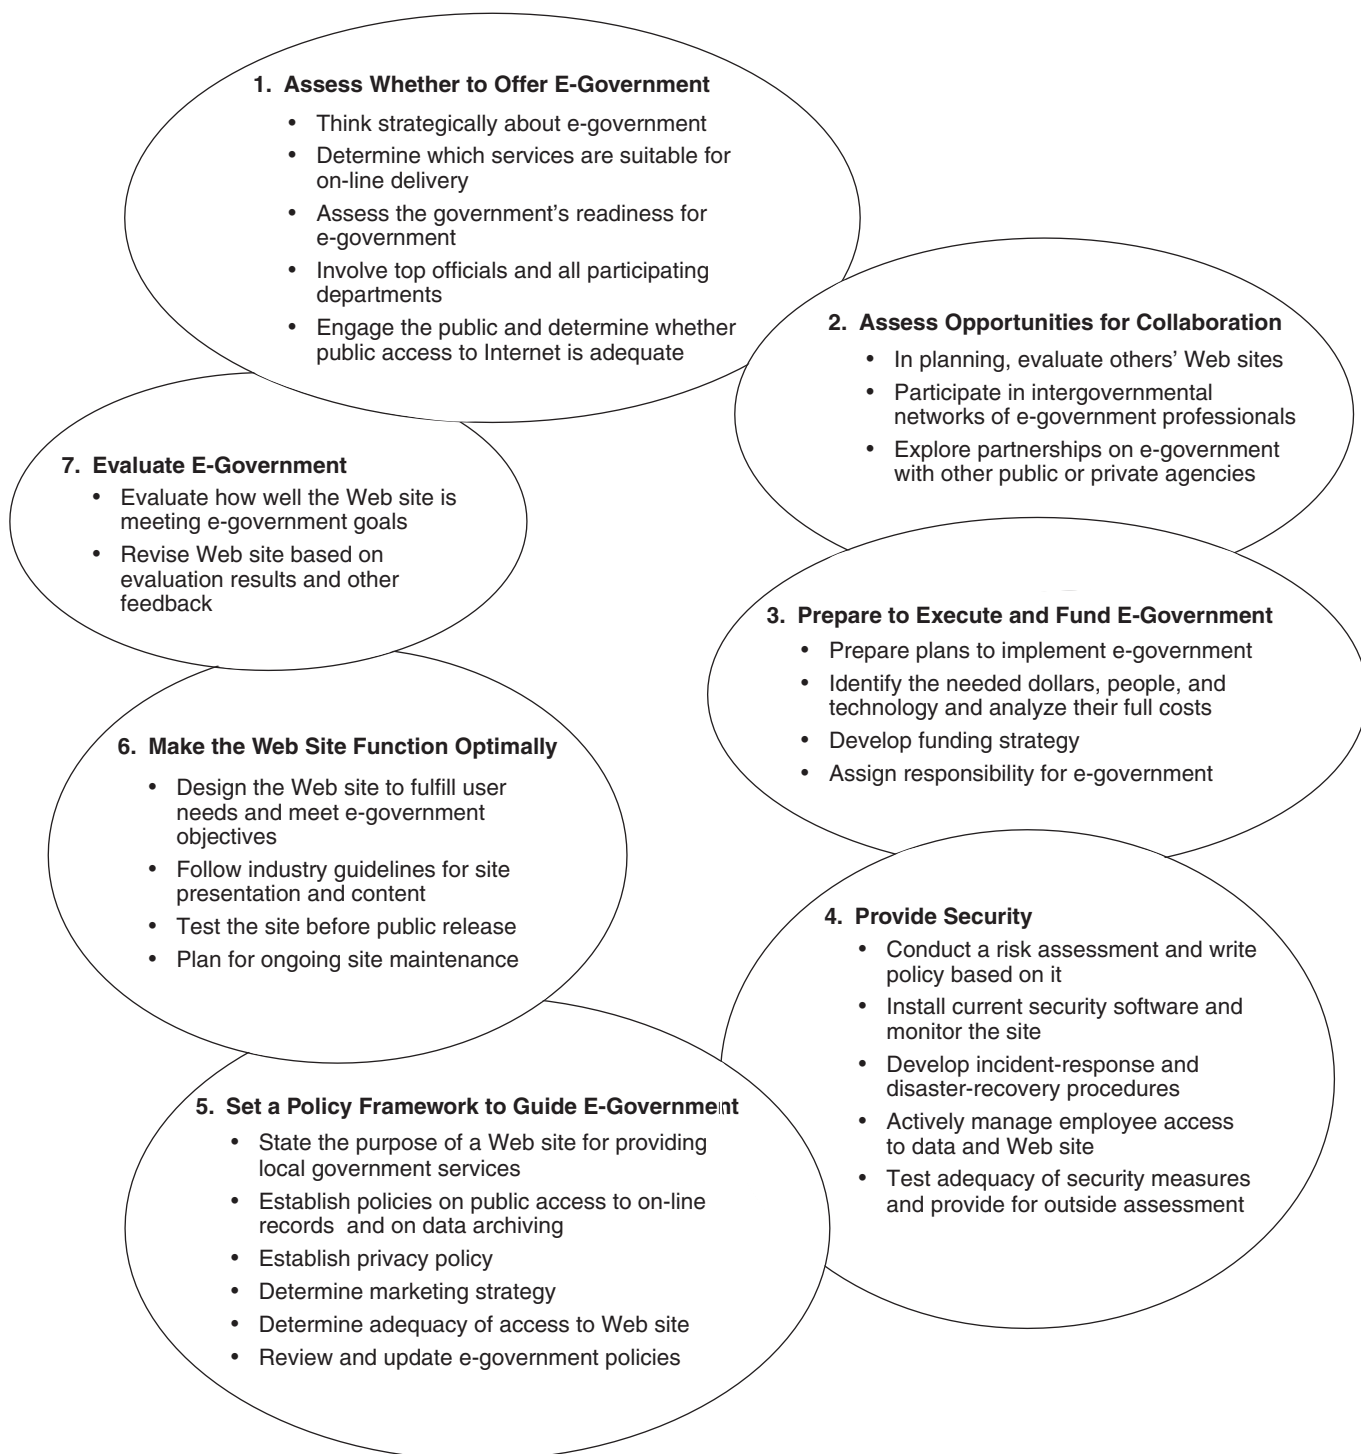 1. Assess Whether to Offer E-Government
• Think strategically about e-government
• Determine which services are suitable for
on-line delivery
• Assess the government’s readiness for
e-government
• Involve top officials and all participating
departments
• Engage the public and determine whether
public access to Internet is adequate
2. Assess Opportunities for Collaboration
• In planning, evaluate others’ Web sites
• Participate in intergovernmental
networks of e-government professionals
• Explore partnerships on e-government
with other public or private agencies
3. Prepare to Execute and Fund E-Government
• Prepare plans to implement e-government
• Identify the needed dollars, people, and
technology and analyze their full costs
• Develop funding strategy
• Assign responsibility for e-government
4. Provide Security
• Conduct a risk assessment and write
policy based on it
• Install current security software and
monitor the site
• Develop incident-response and
disaster-recovery procedures
• Actively manage employee access
to data and Web site
• Test adequacy of security measures
and provide for outside assessment
5. Set a Policy Framework to Guide E-Government
• State the purpose of a Web site for providing
local government services
• Establish policies on public access to on-line
records and on data archiving
• Establish privacy policy
• Determine marketing strategy
• Determine adequacy of access to Web site
• Review and update e-government policies
6. Make the Web Site Function Optimally
• Design the Web site to fulfill user
needs and meet e-government
objectives
• Follow industry guidelines for site
presentation and content
• Test the site before public release
• Plan for ongoing site maintenance
7. Evaluate E-Government
• Evaluate how well the Web site is
meeting e-government goals
• Revise Web site based on
evaluation results and other
feedback